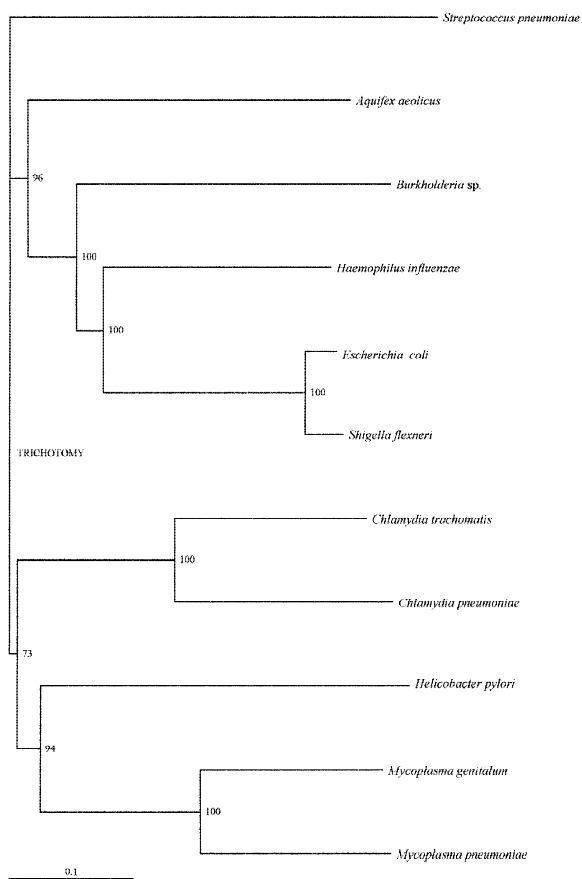 Streptococcus pneumoniae
Aquifex aeolicus
96
Burkholderia sp.
100
Haemophilus influenzae
100
Escherichia coli
100
Shigella flexneri
TRICHOTOMY
Chlamydia trachomatis
100
Chlamydia pneumoniae
73
Helicobacter pylori
94
Mycoplasma genitalum
100
Mycoplasma pneumoniae
0.1